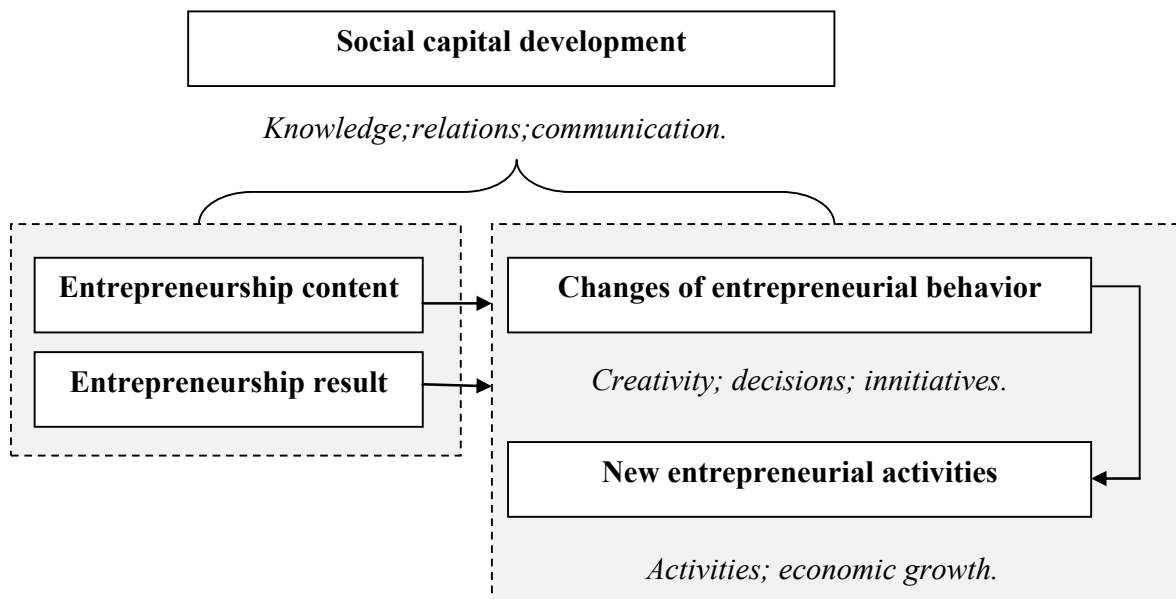 Social capital development
Knowledge;relations;communication.
Entrepreneurship content
Entrepreneurship result
Changes of entrepreneurial behavior
Creativity; decisions; innitiatives.
New entrepreneurial activities
Activities; economic growth.